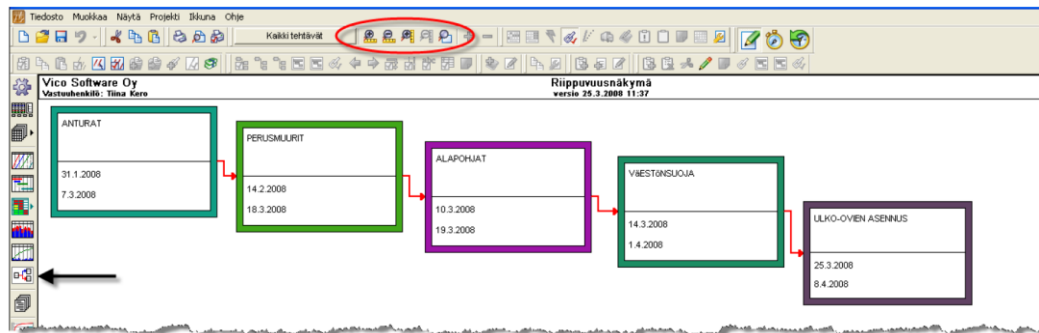 Tiedosto Muokkaa Näytä Projekti Ikkuna Ohje
Kaikki tehtävät
Vico Software Oy
Vastuuhenkilö: Tiina Kero
Riippuvuusnäkymä
versio 25.3.2008 11:37
ANTURAT
31.1.2008
7.3.2008
PERUSMUURIT
14.2.2008
18.3.2008
ALAPOHJAT
10.3.2008
19.3.2008
VäESTöNSUOJA
14.3.2008
1.4.2008
ULKO-OVIEN ASENNUS
25.3.2008
8.4.2008